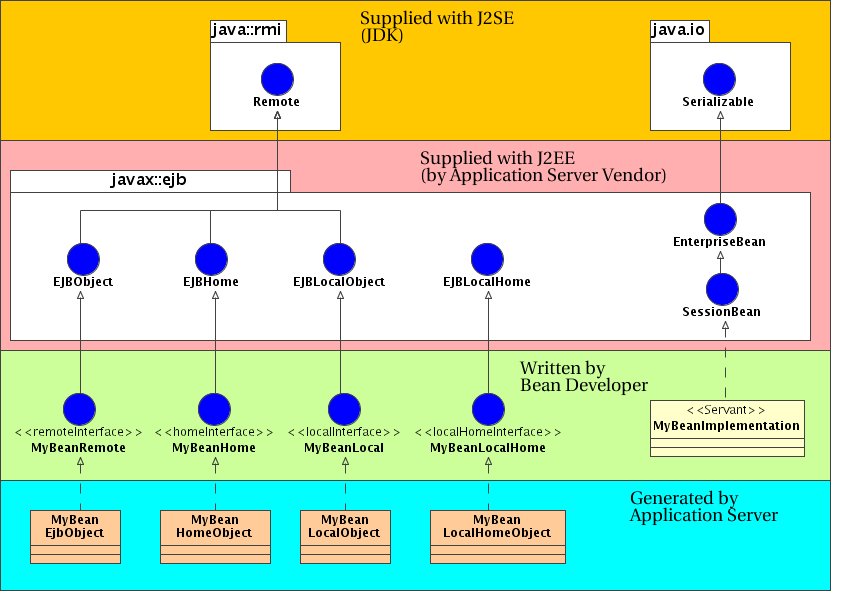 java::rmi
Supplied with J2SE
(JDK)
java.io
Remote
Serializable
Supplied with J2EE
(by Application Server Vendor)
javax::ejb
EnterpriseBean
EJBObject
EJBHome
EJBLocalObject
EJBLocalHome
SessionBean
Written by
Bean Developer
<<remoteInterface>>
MyBeanRemote
<<homeInterface>>
MyBeanHome
<<localInterface>>
MyBeanLocal
<<localHomeInterface>>
MyBeanLocalHome
<<Servant>>
MyBeanImplementation
Generated by
Application Server
MyBean
EjbObject
MyBean
HomeObject
MyBean
LocalObject
MyBean
LocalHomeObject